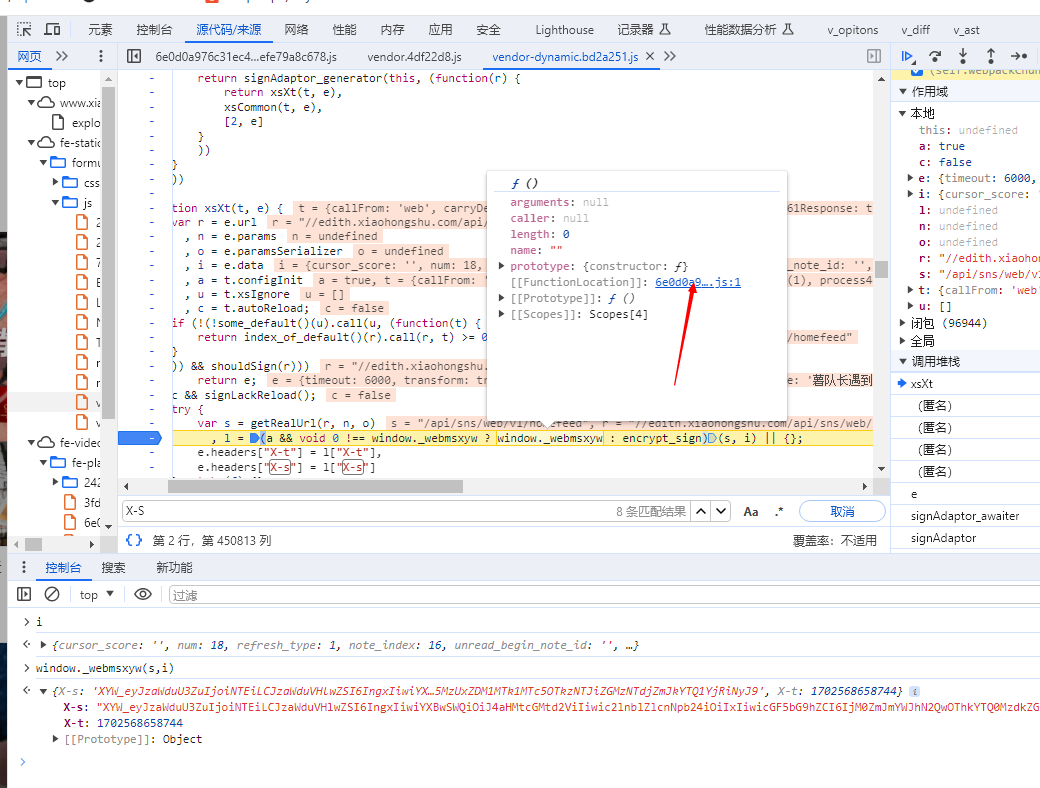 元素 控制台 源代码/来源 网络 性能 内存 应用 安全 Lighthouse 记录器 性能数据分析 v_opitons v_diff v_ast
网页 6e0d0a976c31ec4...efe79a8c678.js vendor.4df22d8.js vendor-dynamic.bd2a251.js
top
www.xia
explo
fe-static
formu
css
js
2
2
7
L
N
T
fe-video
fe-pla
242
3fd
6e0
return signAdaptor_generator(this, (function(r) {
return xsXt(t, e),
xsCommon(t, e),
[2, e]
}
))
}
))
tion xsXt(t, e) { t = {callFrom: 'web', carryDe 61Response: t
var r = e.url r = "//edith.xiaohongshu.com/api/
, n = e.params n = undefined
, o = e.paramsSerializer o = undefined
, i = e.data i = {cursor_score: '', num: 18, _note_id: '',
, a = t.configInit a = true, t = {callFrom: ' (1), process4
, u = t.xsIgnore u = []
, c = t.autoReload; c = false
if (!(!some_default()(u).call(u, (function(t) {
return index_of_default()(r).call(r, t) >= 0 /homefeed"
}
)) && shouldSign(r))) r = "//edith.xiaohongshu.
return e; e = {timeout: 6000, transform: tr e: '薯队长遇到
c && signLackReload(); c = false
try {
var s = getRealUrl(r, n, o) s = "/api/sns/web/v1/homefeed", r = "//edith.xiaohongshu.com/api/sns/web/
, l = (a && void 0 !== window._webmsxyw ? window._webmsxyw : encrypt_sign)(s, i) || {};
e.headers["X-t"] = l["X-t"],
e.headers["X-s"] = l["X-s"]
ƒ ()
arguments: null
caller: null
length: 0
name: ""
prototype: {constructor: ƒ}
[[FunctionLocation]]: 6e0d0a9….js:1
[[Prototype]]: ƒ ()
[[Scopes]]: Scopes[4]
X-S 8 条匹配结果 Aa .* 取消
{} 第 2 行，第 450813 列 覆盖率：不适用
(self.webpackChun
作用域
本地
this: undefined
a: true
c: false
e: {timeout: 6000,
i: {cursor_score: '
l: undefined
n: undefined
o: undefined
r: "//edith.xiaohongshu
s: "/api/sns/web/v1
t: {callFrom: 'web'
u: []
闭包 (96944)
全局
调用堆栈
xsXt
(匿名)
(匿名)
(匿名)
(匿名)
e
signAdaptor_awaiter
signAdaptor
控制台 搜索 新功能
top 过滤
i
{cursor_score: '', num: 18, refresh_type: 1, note_index: 16, unread_begin_note_id: '', …}
window._webmsxyw(s,i)
{X-s: 'XYW_eyJzaWduU3ZuIjoiNTEiLCJzaWduVHlwZSI6IngxIiwiYX…5MzUxZDM1MTk1MTc5OTkzNTJiZGMzNTdjZmJkYTQ1YjRiNyJ9', X-t: 1702568658744}
X-s: "XYW_eyJzaWduU3ZuIjoiNTEiLCJzaWduVHlwZSI6IngxIiwiYXBwSWQiOiJ4aHMtcGMtd2ViIiwic2lnblZlcnNpb24iOiIxIiwicGF5bG9hZCI6IjM0ZmJmYWJhN2QwOThkYTQ0MzdkZG
X-t: 1702568658744
[[Prototype]]: Object